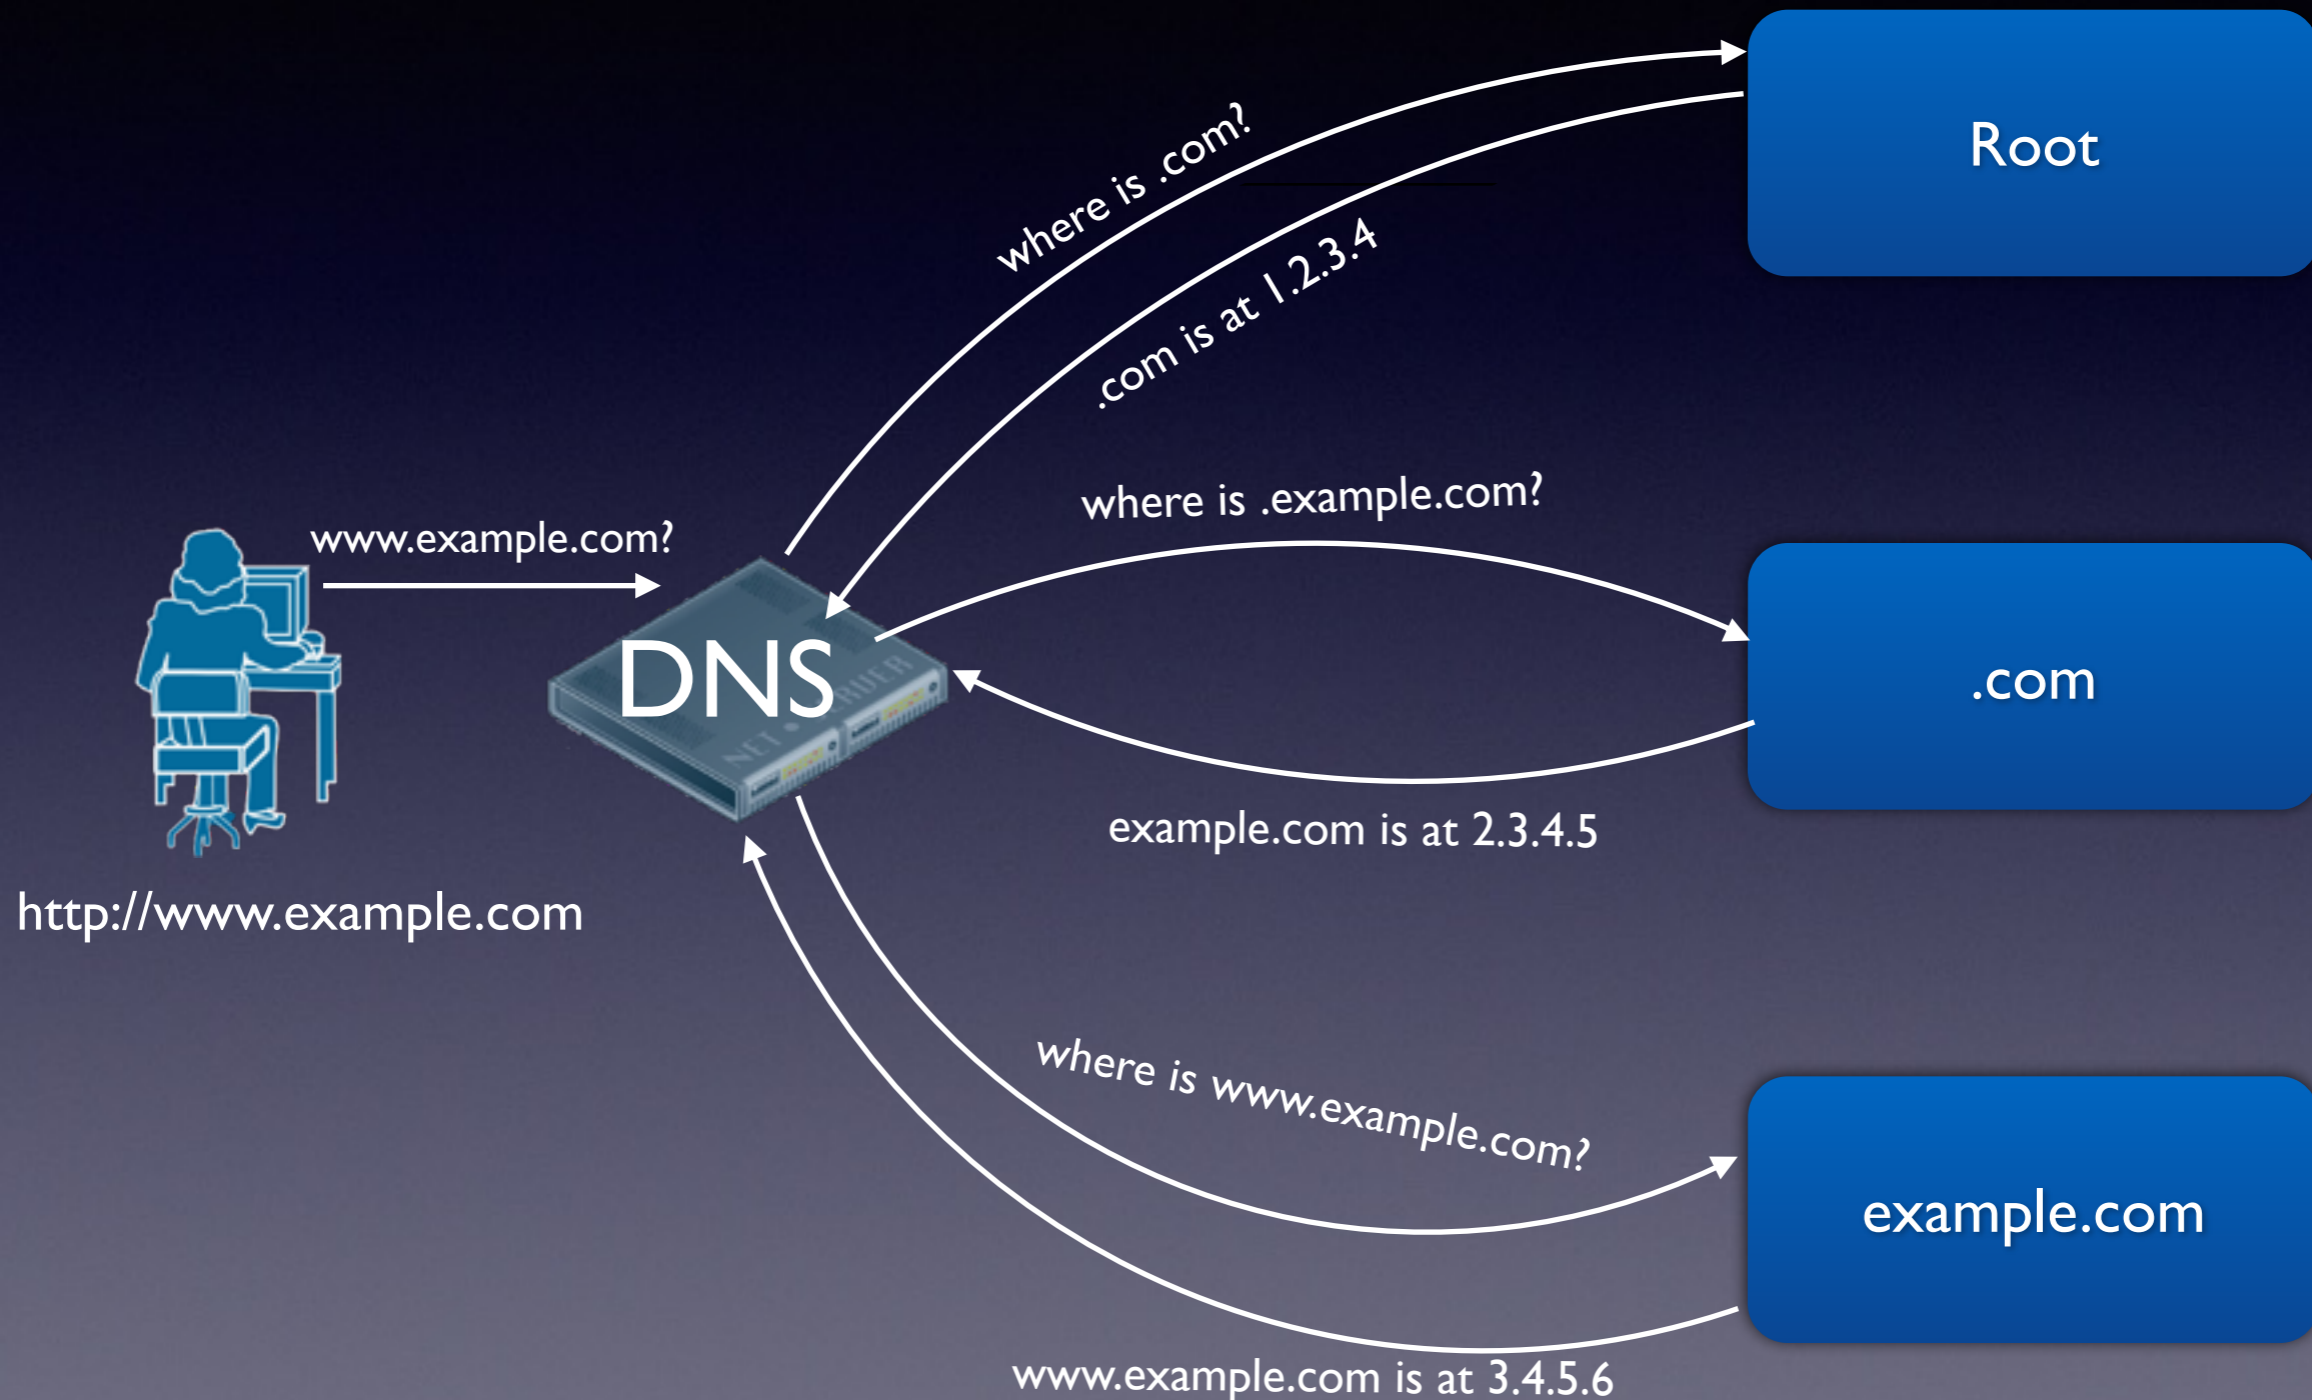 Root
where is .com?
.com is at 1.2.3.4
where is .example.com?
www.example.com?
DNS
NET SERVER
.com
example.com is at 2.3.4.5
http://www.example.com
where is www.example.com?
example.com
www.example.com is at 3.4.5.6